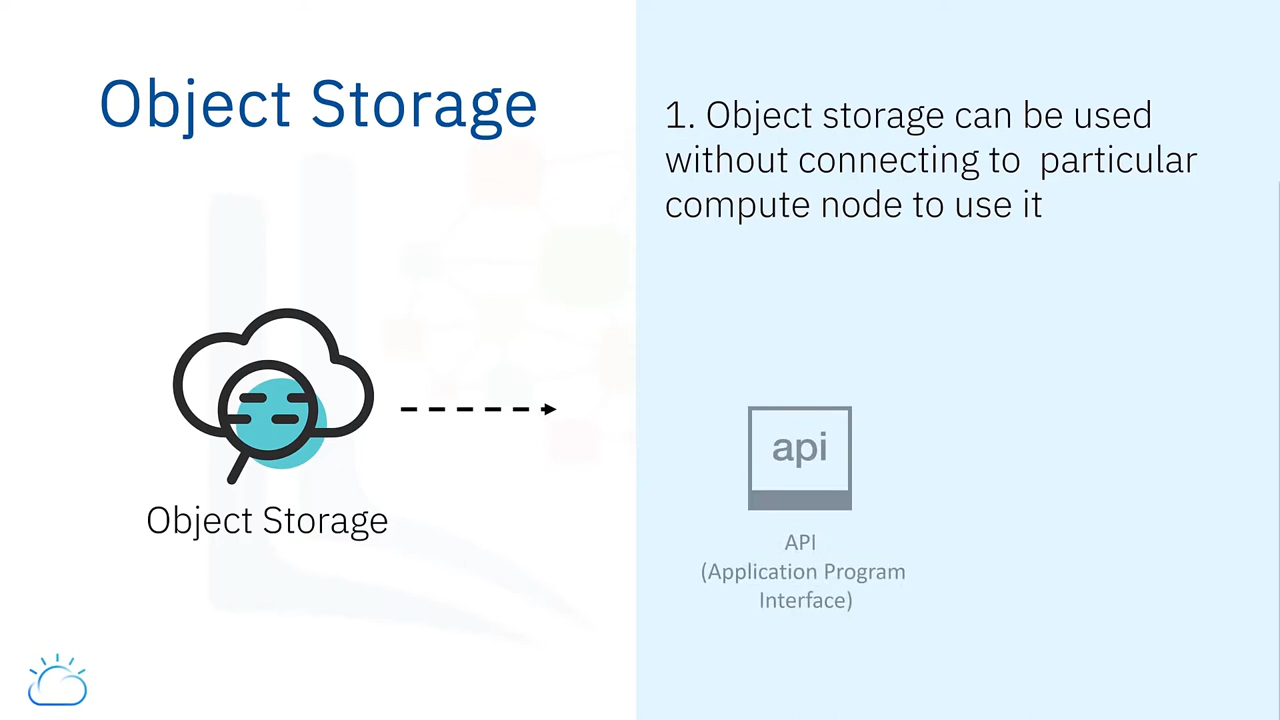 Object Storage
1. Object storage can be used
without connecting to  particular
compute node to use it
Object Storage
api
API
(Application Program
Interface)